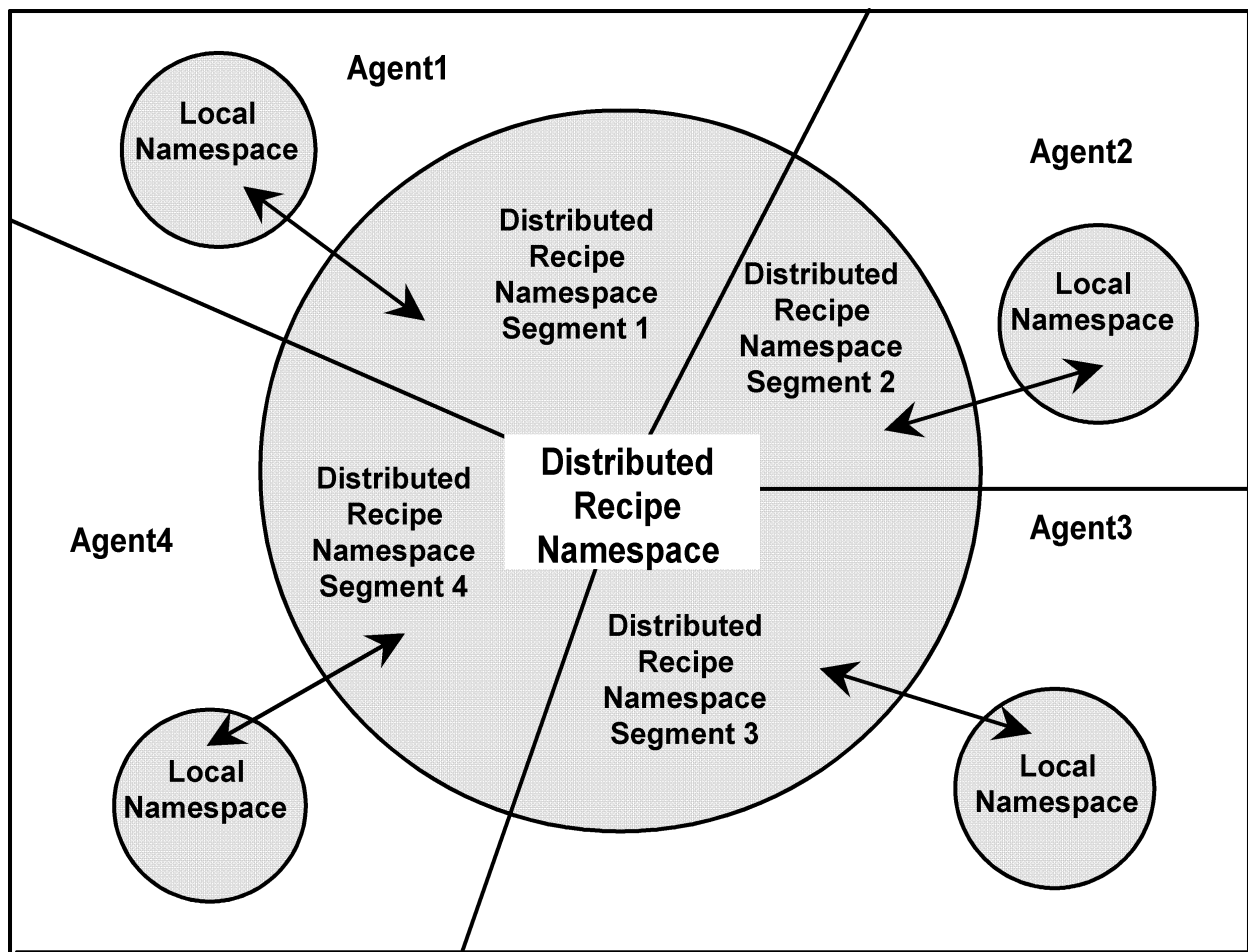 Agent1
Local
Namespace
Distributed
Recipe
Namespace
Segment 1
Agent2
Distributed
Recipe
Namespace
Segment 2
Local
Namespace
Distributed
Recipe
Namespace
Agent4
Distributed
Recipe
Namespace
Segment 4
Local
Namespace
Agent3
Distributed
Recipe
Namespace
Segment 3
Local
Namespace